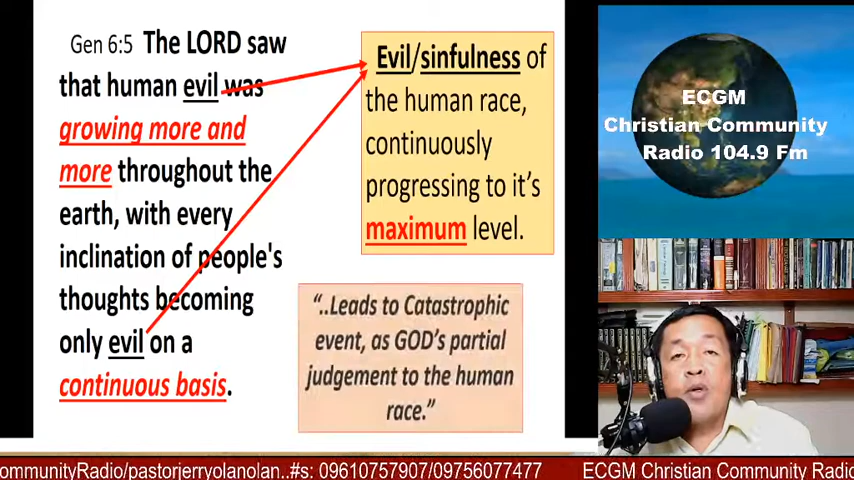 Gen 6:5 The LORD saw
that human evil was
growing more and
more throughout the
earth, with every
inclination of people's
thoughts becoming
only evil on a
continuous basis.
Evil/sinfulness of
the human race,
continuously
progressing to it's
maximum level.
“..Leads to Catastrophic
event, as GOD's partial
judgement to the human
race.”
ECGM
Christian Community
Radio 104.9 Fm
ommunityRadio/pastorjerryolanolan..#s: 09610757907/09756077477 ECGM Christian Community Radio